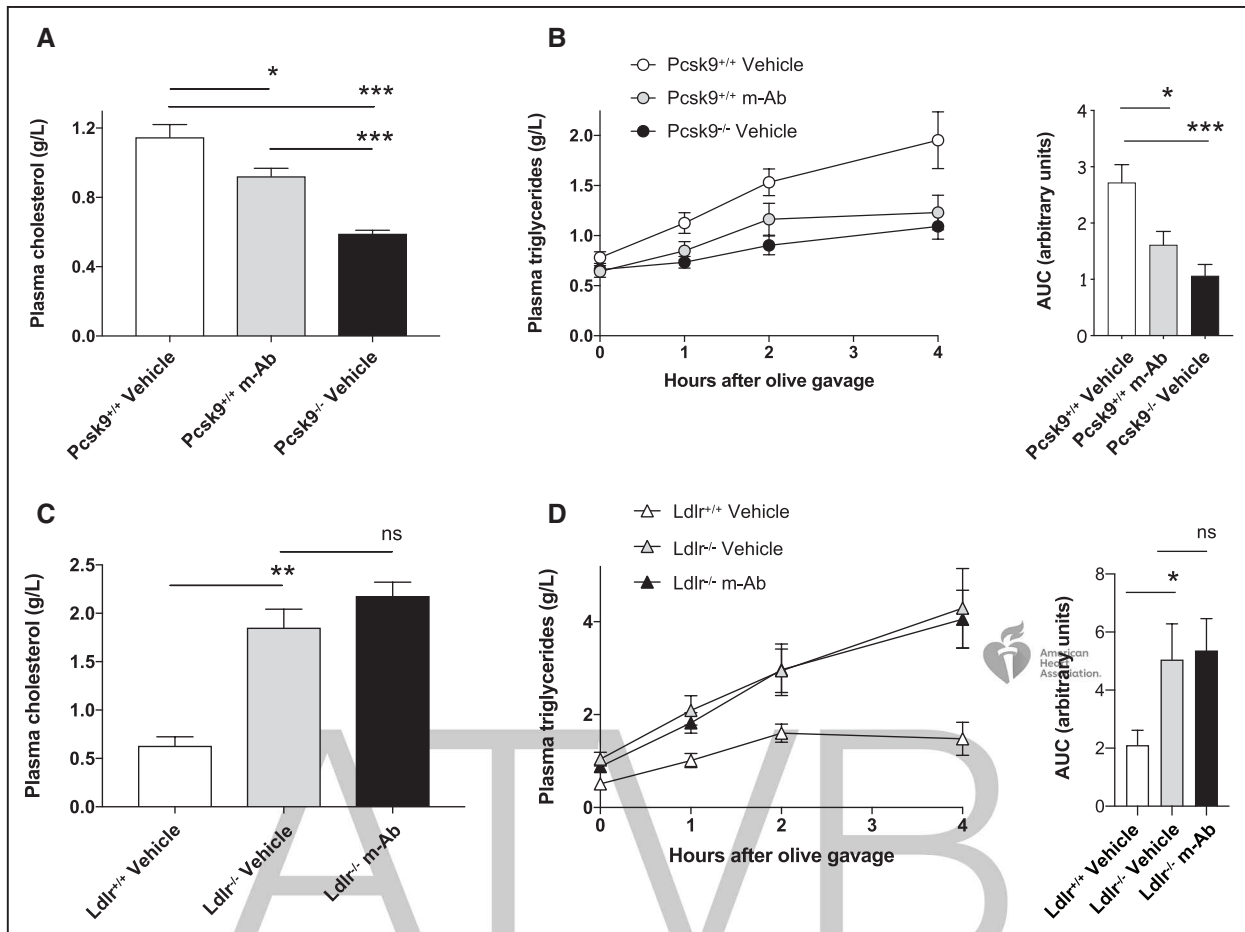 A
Plasma cholesterol (g/L)
1.2
0.9
0.6
0.3
0.0
*
***
***
Pcsk9+/+ Vehicle
Pcsk9+/+ m-Ab
Pcsk9-/- Vehicle
B
Pcsk9+/+ Vehicle
Pcsk9+/+ m-Ab
Pcsk9-/- Vehicle
Plasma triglycerides (g/L)
2.0
1.5
1.0
0.5
0.0
0 1 2 3 4
Hours after olive gavage
AUC (arbitrary units)
4
3
2
1
0
*
***
Pcsk9+/+ Vehicle
Pcsk9+/+ m-Ab
Pcsk9-/- Vehicle
C
Plasma cholesterol (g/L)
2.5
2.0
1.5
1.0
0.5
0.0
ns
**
Ldlr+/+ Vehicle
Ldlr-/- Vehicle
Ldlr-/- m-Ab
D
Ldlr+/+ Vehicle
Ldlr-/- Vehicle
Ldlr-/- m-Ab
Plasma triglycerides (g/L)
4
2
0
0 1 2 3 4
Hours after olive gavage
American
Heart
Association.
AUC (arbitrary units)
8
6
4
2
0
ns
*
Ldlr+/+ Vehicle
Ldlr-/- Vehicle
Ldlr-/- m-Ab
ATVB